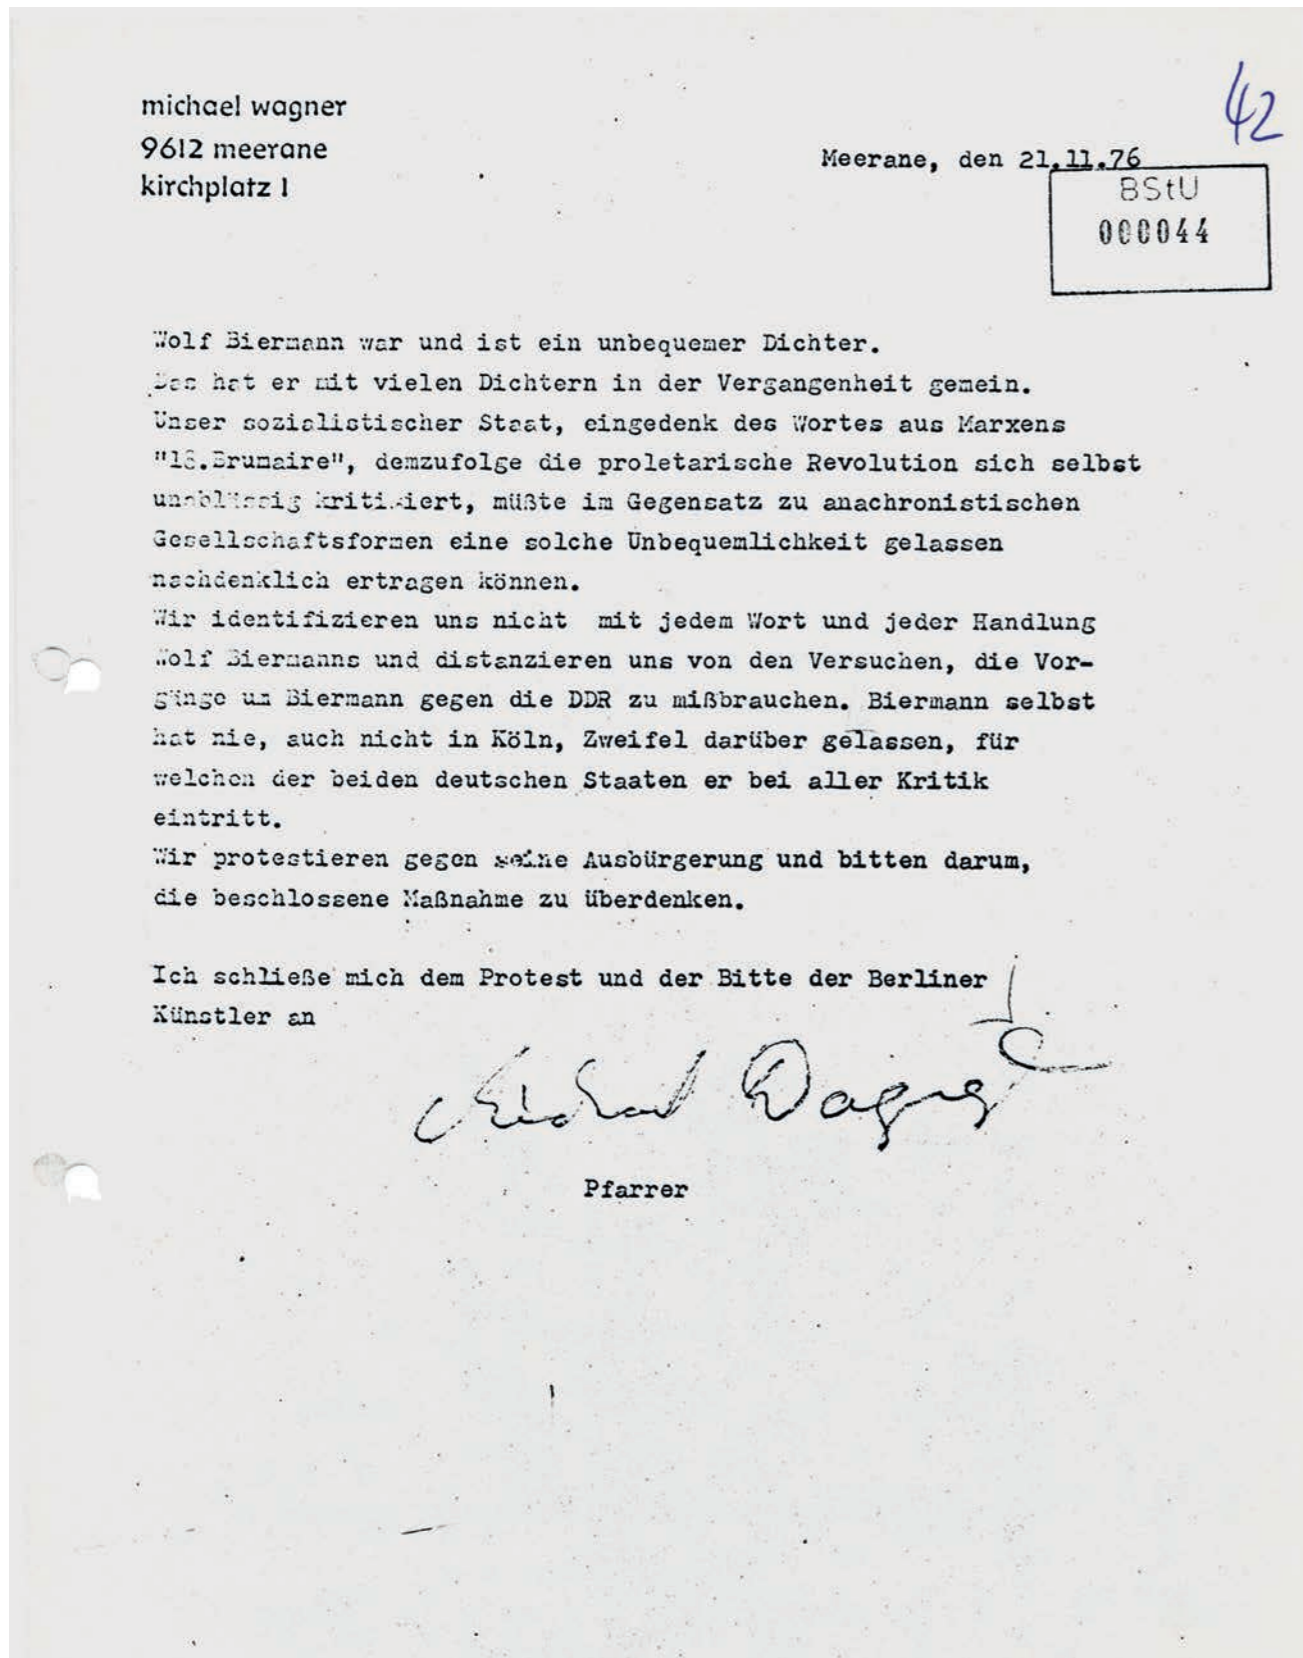 michael wagner
9612 meerane
kirchplatz 1
42
Meerane, den 21.11.76
BStU
000044
Wolf Biermann war und ist ein unbequemer Dichter.
Das hat er mit vielen Dichtern in der Vergangenheit gemein.
Unser sozialistischer Staat, eingedenk des Wortes aus Marxens
"18.Brumaire", demzufolge die proletarische Revolution sich selbst
unablässig kritisiert, müßte im Gegensatz zu anachronistischen
Gesellschaftsformen eine solche Unbequemlichkeit gelassen
nachdenklich ertragen können.
Wir identifizieren uns nicht mit jedem Wort und jeder Handlung
Wolf Biermanns und distanzieren uns von den Versuchen, die Vor-
gänge um Biermann gegen die DDR zu mißbrauchen. Biermann selbst
hat nie, auch nicht in Köln, Zweifel darüber gelassen, für
welchen der beiden deutschen Staaten er bei aller Kritik
eintritt.
Wir protestieren gegen seine Ausbürgerung und bitten darum,
die beschlossene Maßnahme zu überdenken.
Ich schließe mich dem Protest und der Bitte der Berliner
Künstler an
Michael Wagner
Pfarrer